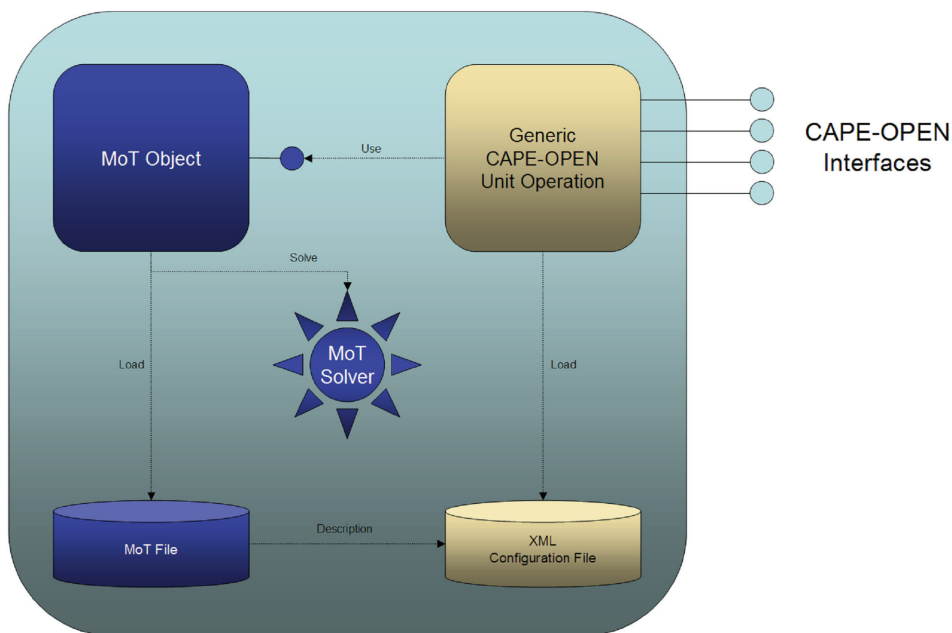 MoT Object
Use
Generic
CAPE-OPEN
Unit Operation
CAPE-OPEN
Interfaces
Solve
MoT
Solver
Load
Load
MoT File
Description
XML
Configuration File